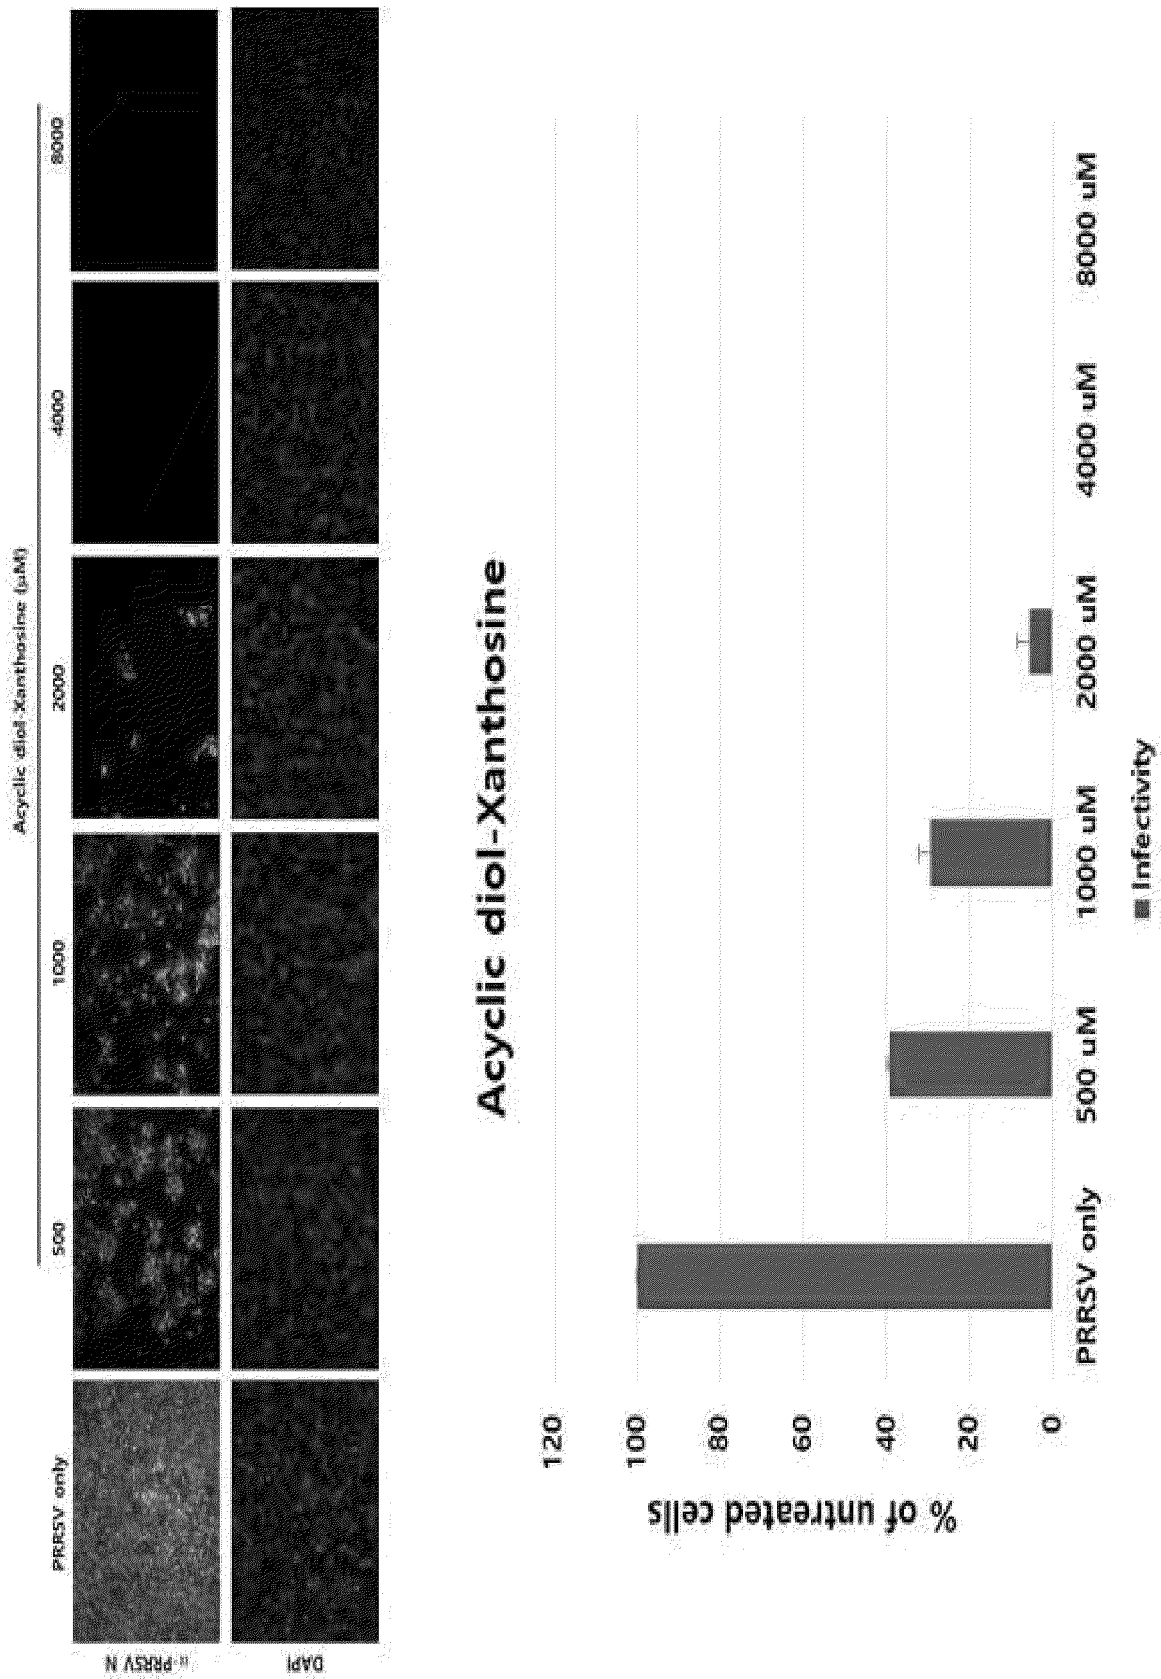 Acyclic diol-Xanthosine (µM)
PRRSV only 500 1000 2000 4000 8000
α-PRRSV N
DAPI
Acyclic diol-Xanthosine
% of untreated cells
120
100
80
60
40
20
0
PRRSV only 500 uM 1000 uM 2000 uM 4000 uM 8000 uM
Infectivity